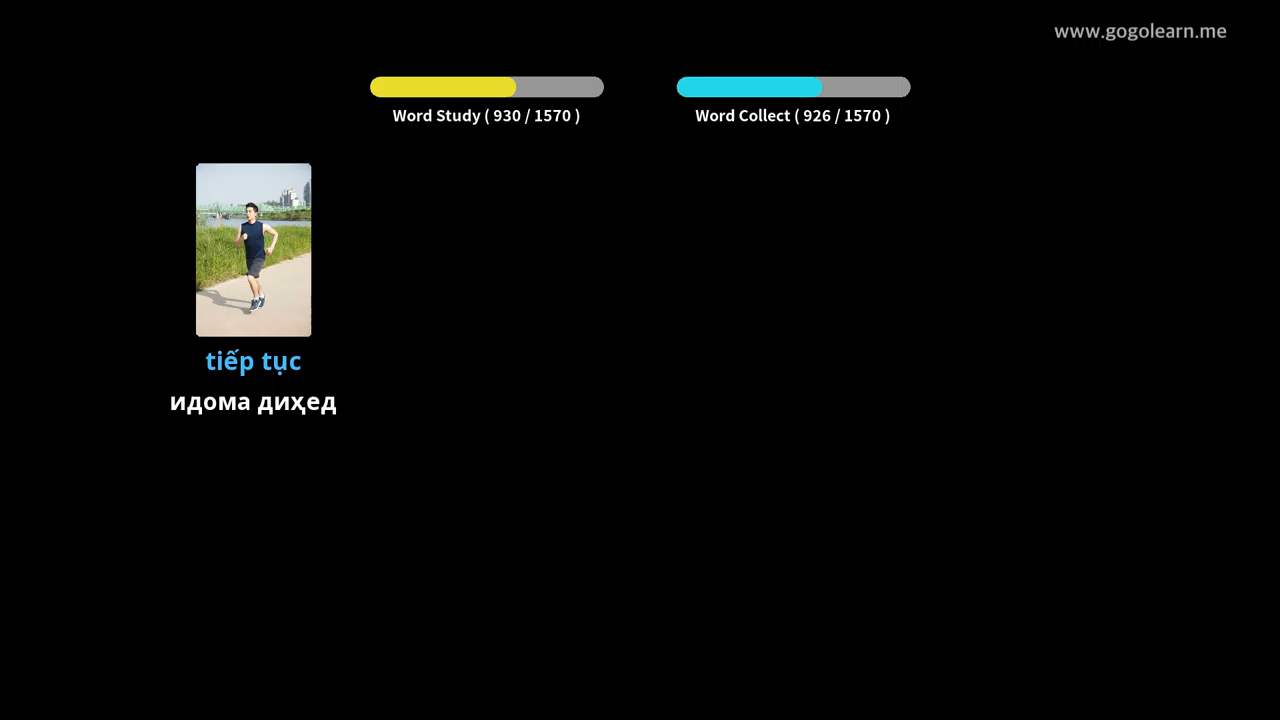 www.gogolearn.me
Word Study ( 930 / 1570 )
Word Collect ( 926 / 1570 )
tiếp tục
идома диҳед